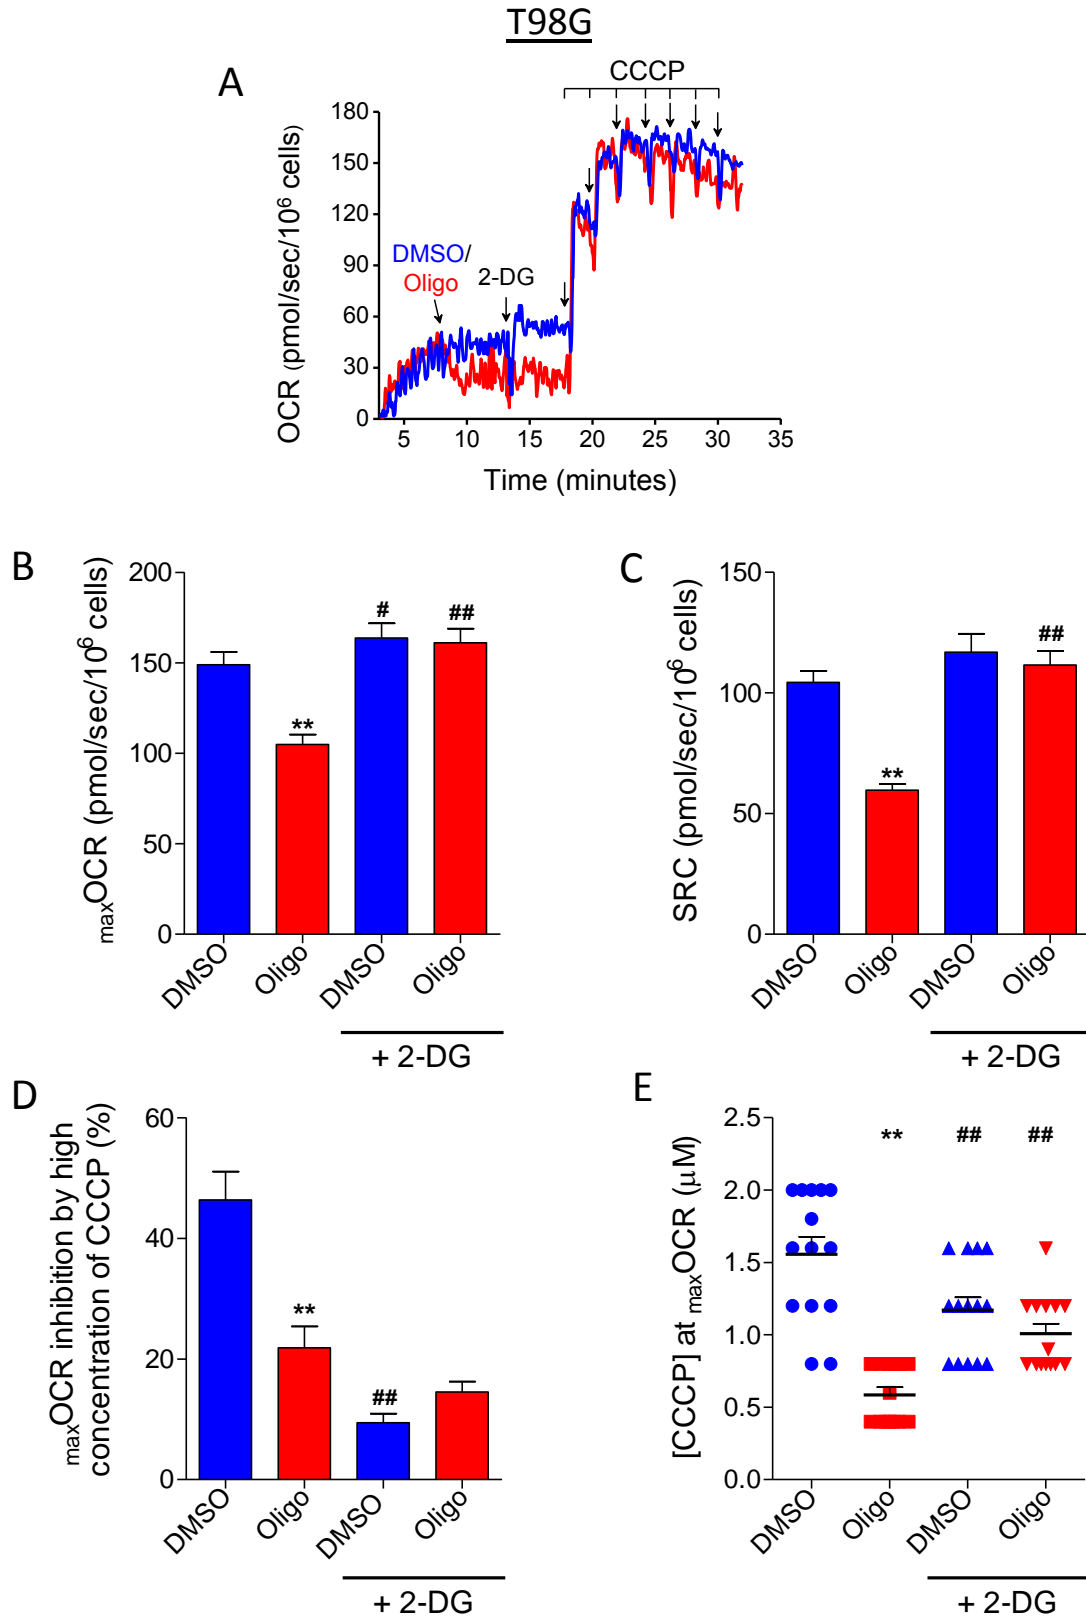 T98G
A
CCCP
OCR (pmol/sec/10⁶ cells)
180
150
120
90
60
30
0
DMSO/
Oligo
2-DG
5
10
15
20
25
30
35
Time (minutes)
B
maxOCR (pmol/sec/10⁶ cells)
200
150
100
50
0
**
#
##
DMSO
Oligo
DMSO
Oligo
+ 2-DG
C
SRC (pmol/sec/10⁶ cells)
150
100
50
0
**
##
DMSO
Oligo
DMSO
Oligo
+ 2-DG
D
maxOCR inhibition by high
concentration of CCCP (%)
60
40
20
0
**
##
DMSO
Oligo
DMSO
Oligo
+ 2-DG
E
[CCCP] at maxOCR (μM)
2.5
2.0
1.5
1.0
0.5
0.0
**
##
##
DMSO
Oligo
DMSO
Oligo
+ 2-DG